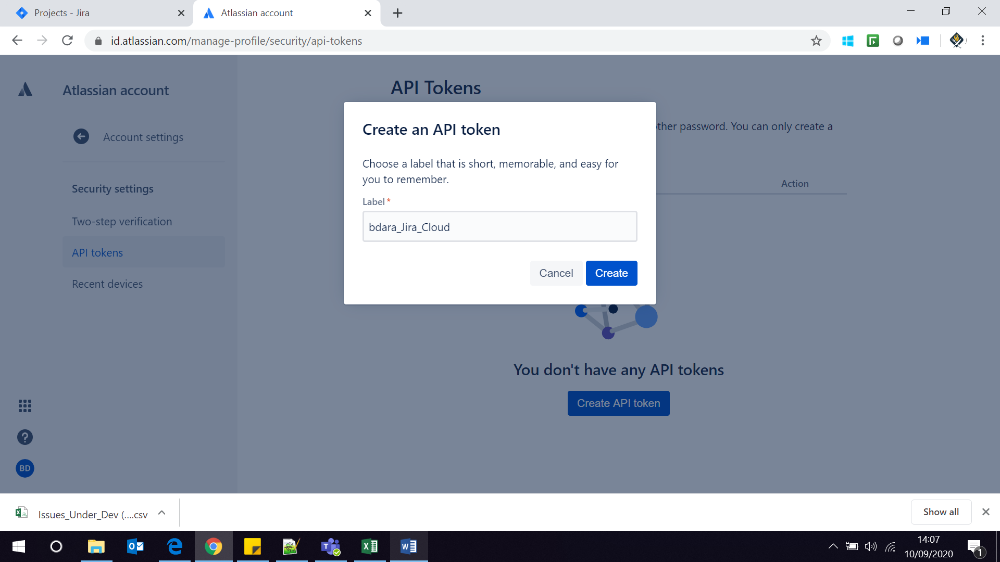 Projects - Jira
Atlassian account
id.atlassian.com/manage-profile/security/api-tokens
Atlassian account
Account settings
Security settings
Two-step verification
API tokens
Recent devices
BD
API Tokens
ther password. You can only create a
Action
Create an API token
Choose a label that is short, memorable, and easy for
you to remember.
Label *
bdara_Jira_Cloud
Cancel
Create
You don't have any API tokens
Create API token
Issues_Under_Dev (....csv
Show all
14:07
10/09/2020
1